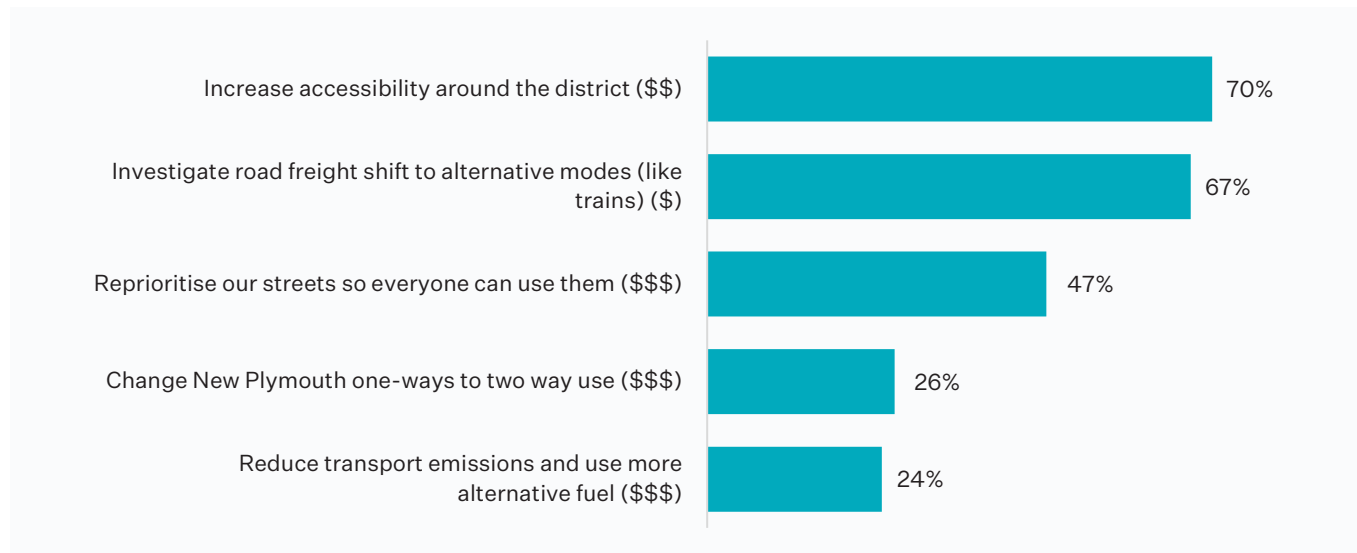 Increase accessibility around the district ($$)
70%
Investigate road freight shift to alternative modes (like
trains) ($)
67%
Reprioritise our streets so everyone can use them ($$$)
47%
Change New Plymouth one-ways to two way use ($$$)
26%
Reduce transport emissions and use more
alternative fuel ($$$)
24%